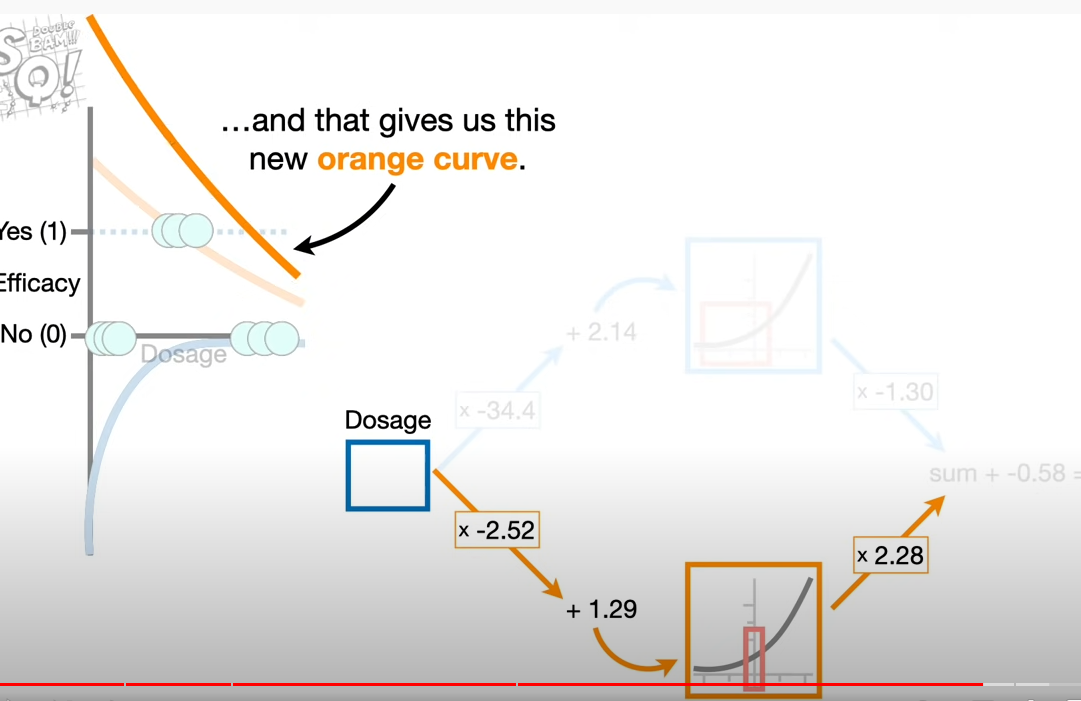 DOUBLE
BAM!!!
SQ!
...and that gives us this
new orange curve.
Yes (1)
Efficacy
No (0)
Dosage
+ 2.14
x -34.4
x -1.30
Dosage
sum + -0.58 =
x -2.52
x 2.28
+ 1.29